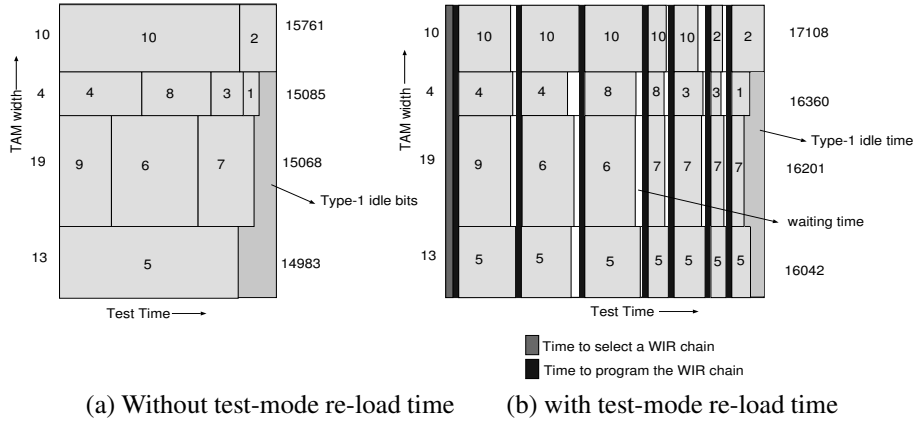 10 10 2 15761
4 4 8 3 1 15085
19 9 6 7 15068
Type-1 idle bits
13 5 14983
TAM width
Test Time
10 10 10 10 10 10 2 2 17108
4 4 4 8 8 3 3 1 16360
Type-1 idle time
19 9 6 6 7 7 7 7 16201
waiting time
13 5 5 5 5 5 5 5 16042
TAM width
Test Time
Time to select a WIR chain
Time to program the WIR chain
(a) Without test-mode re-load time
(b) with test-mode re-load time